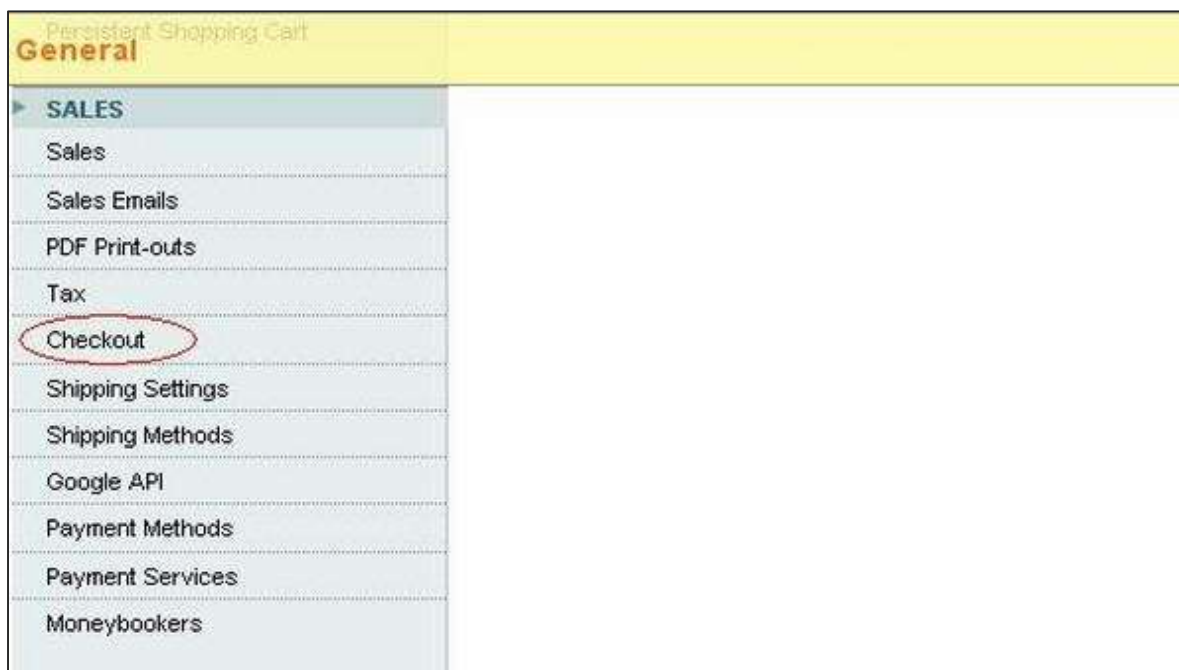 Persistent Shopping Cart
General
SALES
Sales
Sales Emails
PDF Print-outs
Tax
Checkout
Shipping Settings
Shipping Methods
Google API
Payment Methods
Payment Services
Moneybookers